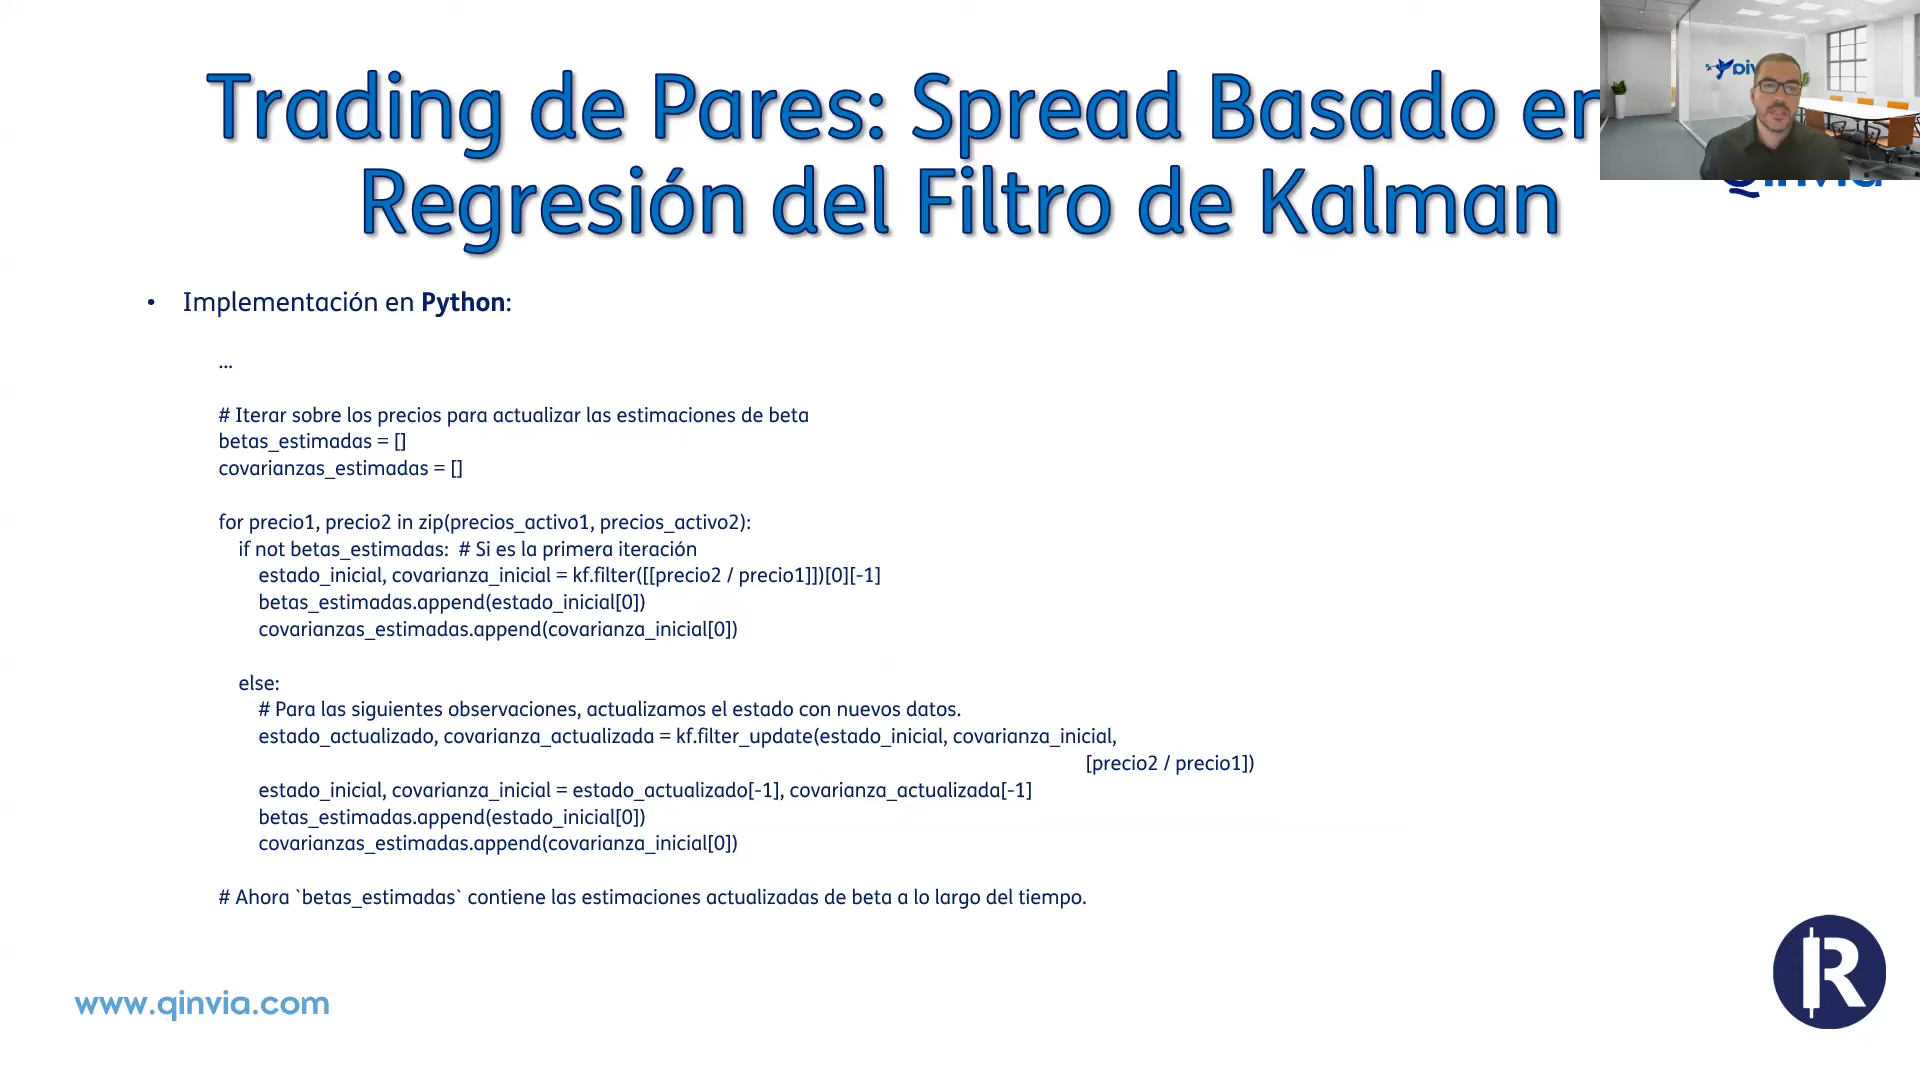 Trading de Pares: Spread Basado en
Regresión del Filtro de Kalman
• Implementación en Python:
...
# Iterar sobre los precios para actualizar las estimaciones de beta
betas_estimadas = []
covarianzas_estimadas = []
for precio1, precio2 in zip(precios_activo1, precios_activo2):
if not betas_estimadas:  # Si es la primera iteración
estado_inicial, covarianza_inicial = kf.filter([[precio2 / precio1]])[0][-1]
betas_estimadas.append(estado_inicial[0])
covarianzas_estimadas.append(covarianza_inicial[0])
else:
# Para las siguientes observaciones, actualizamos el estado con nuevos datos.
estado_actualizado, covarianza_actualizada = kf.filter_update(estado_inicial, covarianza_inicial,
[precio2 / precio1])
estado_inicial, covarianza_inicial = estado_actualizado[-1], covarianza_actualizada[-1]
betas_estimadas.append(estado_inicial[0])
covarianzas_estimadas.append(covarianza_inicial[0])
# Ahora `betas_estimadas` contiene las estimaciones actualizadas de beta a lo largo del tiempo.
www.qinvia.com
R